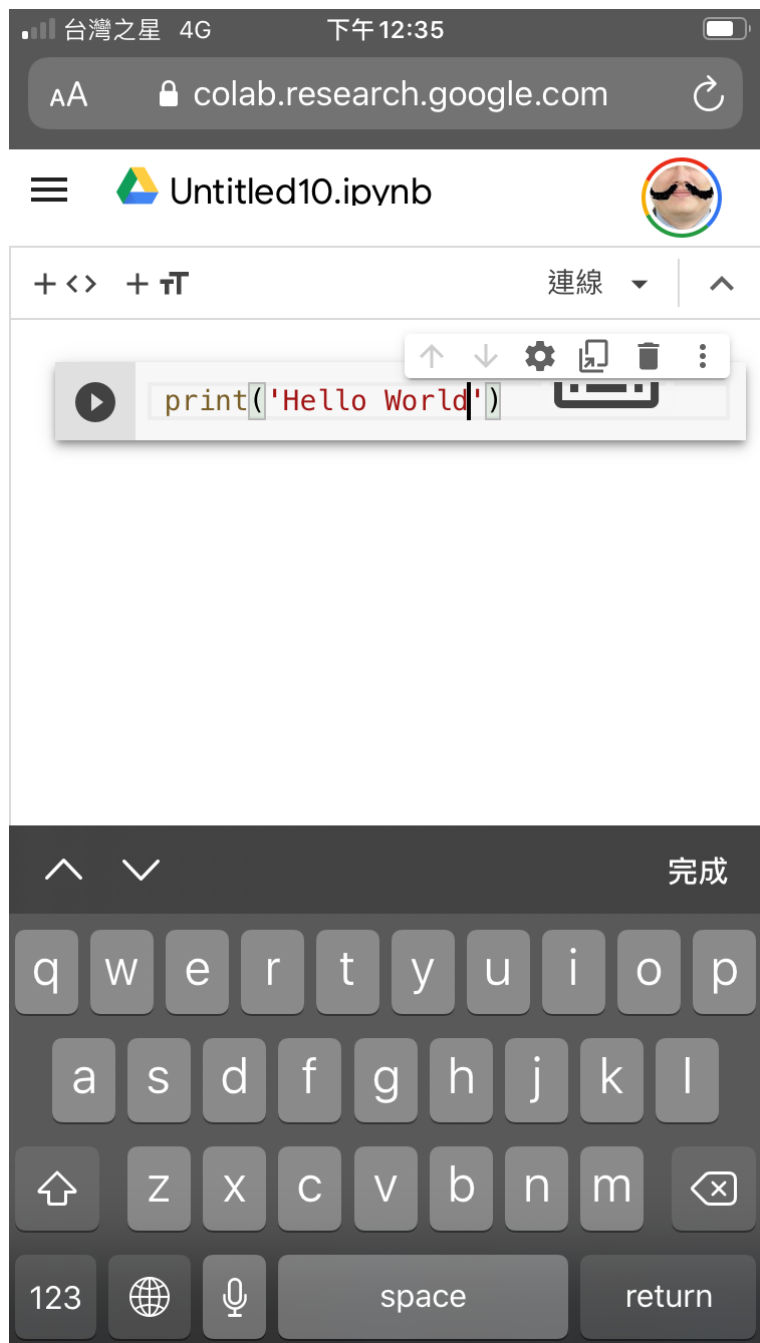 台灣之星 4G 下午12:35
AA colab.research.google.com
Untitled10.ipynb
+ <> + TT 連線
print('Hello World')
完成
q w e r t y u i o p
a s d f g h j k l
z x c v b n m
123 space return